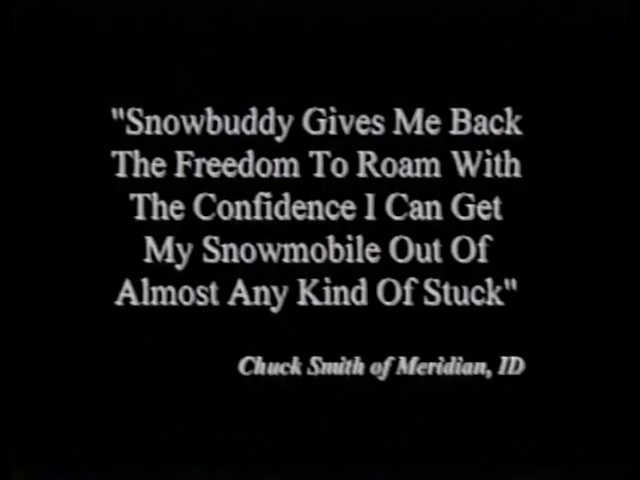 "Snowbuddy Gives Me Back
The Freedom To Roam With
The Confidence I Can Get
My Snowmobile Out Of
Almost Any Kind Of Stuck"
Chuck Smith of Meridian, ID